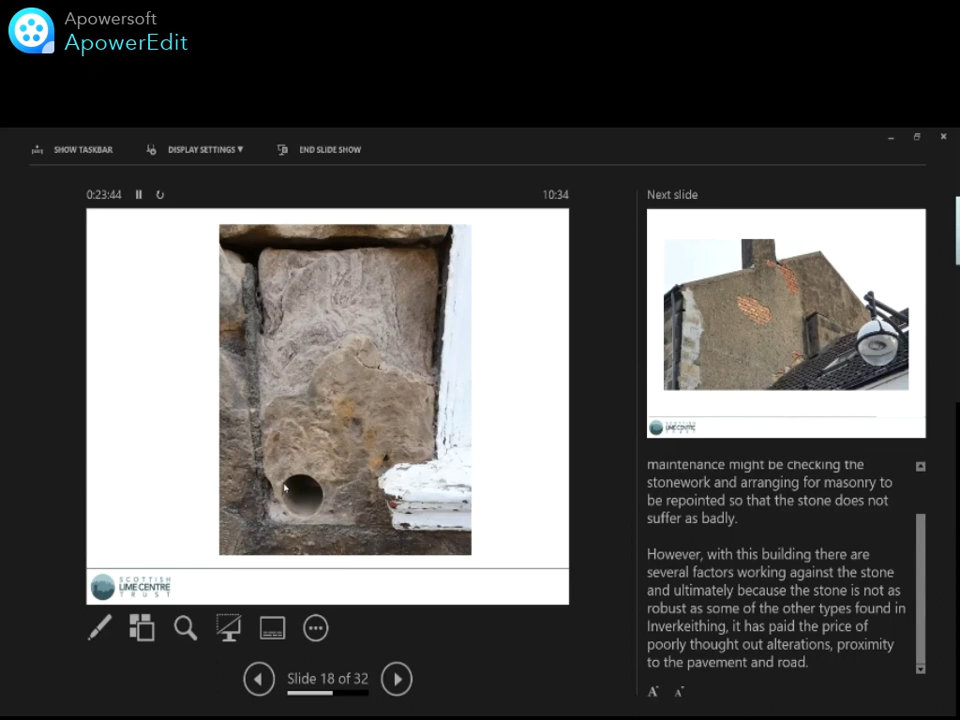 Apowersoft
ApowerEdit
SHOW TASKBAR
DISPLAY SETTINGS ▼
END SLIDE SHOW
0:23:44
10:34
Next slide
SCOTTISH
LIME CENTRE
TRUST
LIME CENTRE
maintenance might be checking the
stonework and arranging for masonry to
be repointed so that the stone does not
suffer as badly.
However, with this building there are
several factors working against the stone
and ultimately because the stone is not as
robust as some of the other types found in
Inverkeithing, it has paid the price of
poorly thought out alterations, proximity
to the pavement and road.
Slide 18 of 32
A A